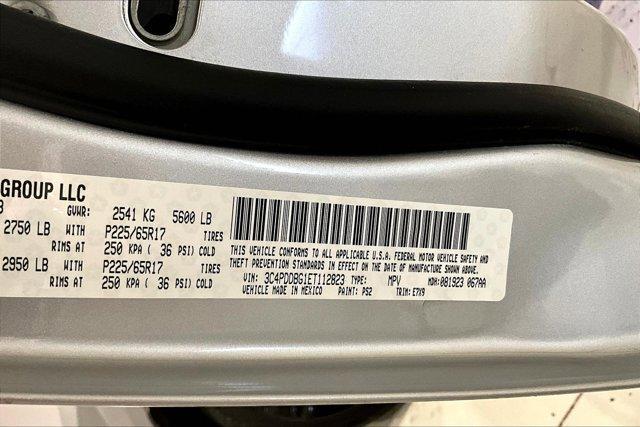 GROUP LLC
GVWR: 2541 KG 5600 LB
2750 LB WITH P225/65R17 TIRES
RIMS AT 250 KPA ( 36 PSI) COLD
2950 LB WITH P225/65R17 TIRES
RIMS AT 250 KPA ( 36 PSI) COLD
THIS VEHICLE CONFORMS TO ALL APPLICABLE U.S.A. FEDERAL MOTOR VEHICLE SAFETY AND
THEFT PREVENTION STANDARDS IN EFFECT ON THE DATE OF MANUFACTURE SHOWN ABOVE.
VIN: 3C4PDDBG1ET112823 TYPE: MPV MDH: 081923 067AA
VEHICLE MADE IN MEXICO PAINT: PS2 TRIM: E7X9